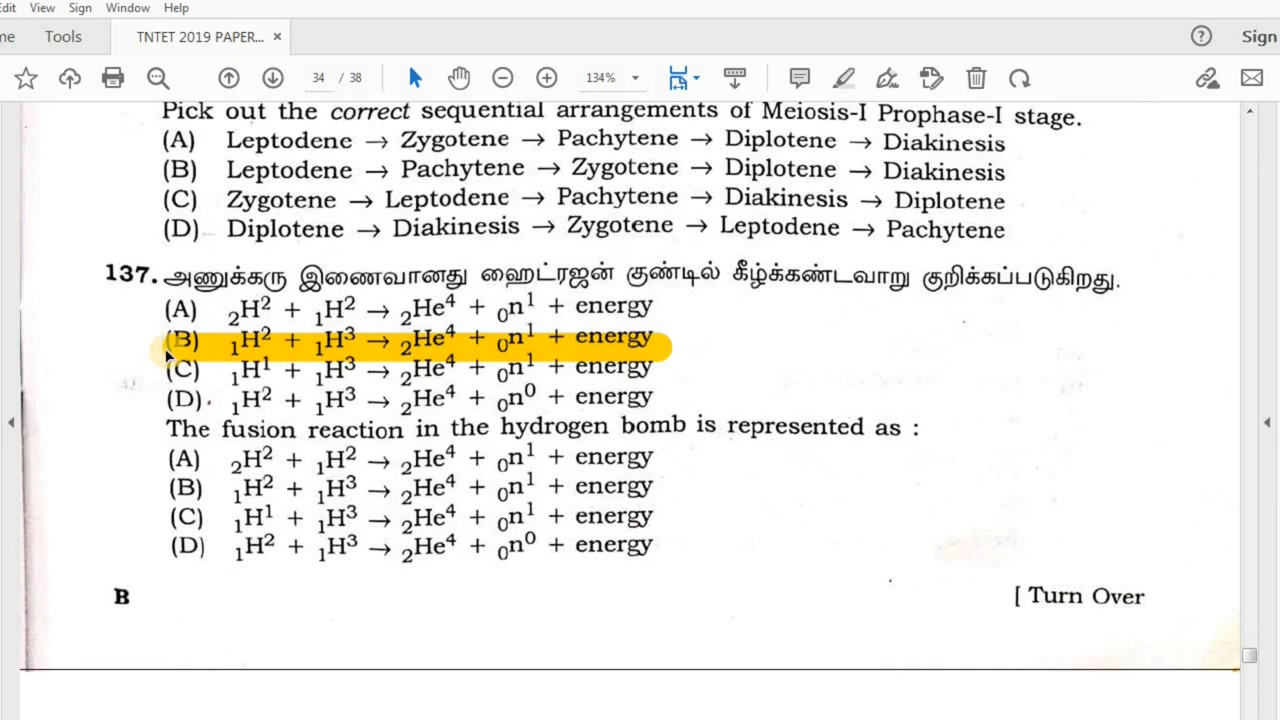 Edit View Sign Window Help
me Tools TNTET 2019 PAPER... × ? Sign
34 / 38 134%
Pick out the correct sequential arrangements of Meiosis-I Prophase-I stage.
(A) Leptodene → Zygotene → Pachytene → Diplotene → Diakinesis
(B) Leptodene → Pachytene → Zygotene → Diplotene → Diakinesis
(C) Zygotene → Leptodene → Pachytene → Diakinesis → Diplotene
(D) Diplotene → Diakinesis → Zygotene → Leptodene → Pachytene
137. அணுக்கரு இணைவானது ஹைட்ரஜன் குண்டில் கீழ்க்கண்டவாறு குறிக்கப்படுகிறது.
(A) ₂H² + ₁H² → ₂He⁴ + ₀n¹ + energy
(B) ₁H² + ₁H³ → ₂He⁴ + ₀n¹ + energy
(C) ₁H¹ + ₁H³ → ₂He⁴ + ₀n¹ + energy
(D) ₁H² + ₁H³ → ₂He⁴ + ₀n⁰ + energy
The fusion reaction in the hydrogen bomb is represented as :
(A) ₂H² + ₁H² → ₂He⁴ + ₀n¹ + energy
(B) ₁H² + ₁H³ → ₂He⁴ + ₀n¹ + energy
(C) ₁H¹ + ₁H³ → ₂He⁴ + ₀n¹ + energy
(D) ₁H² + ₁H³ → ₂He⁴ + ₀n⁰ + energy
B [ Turn Over